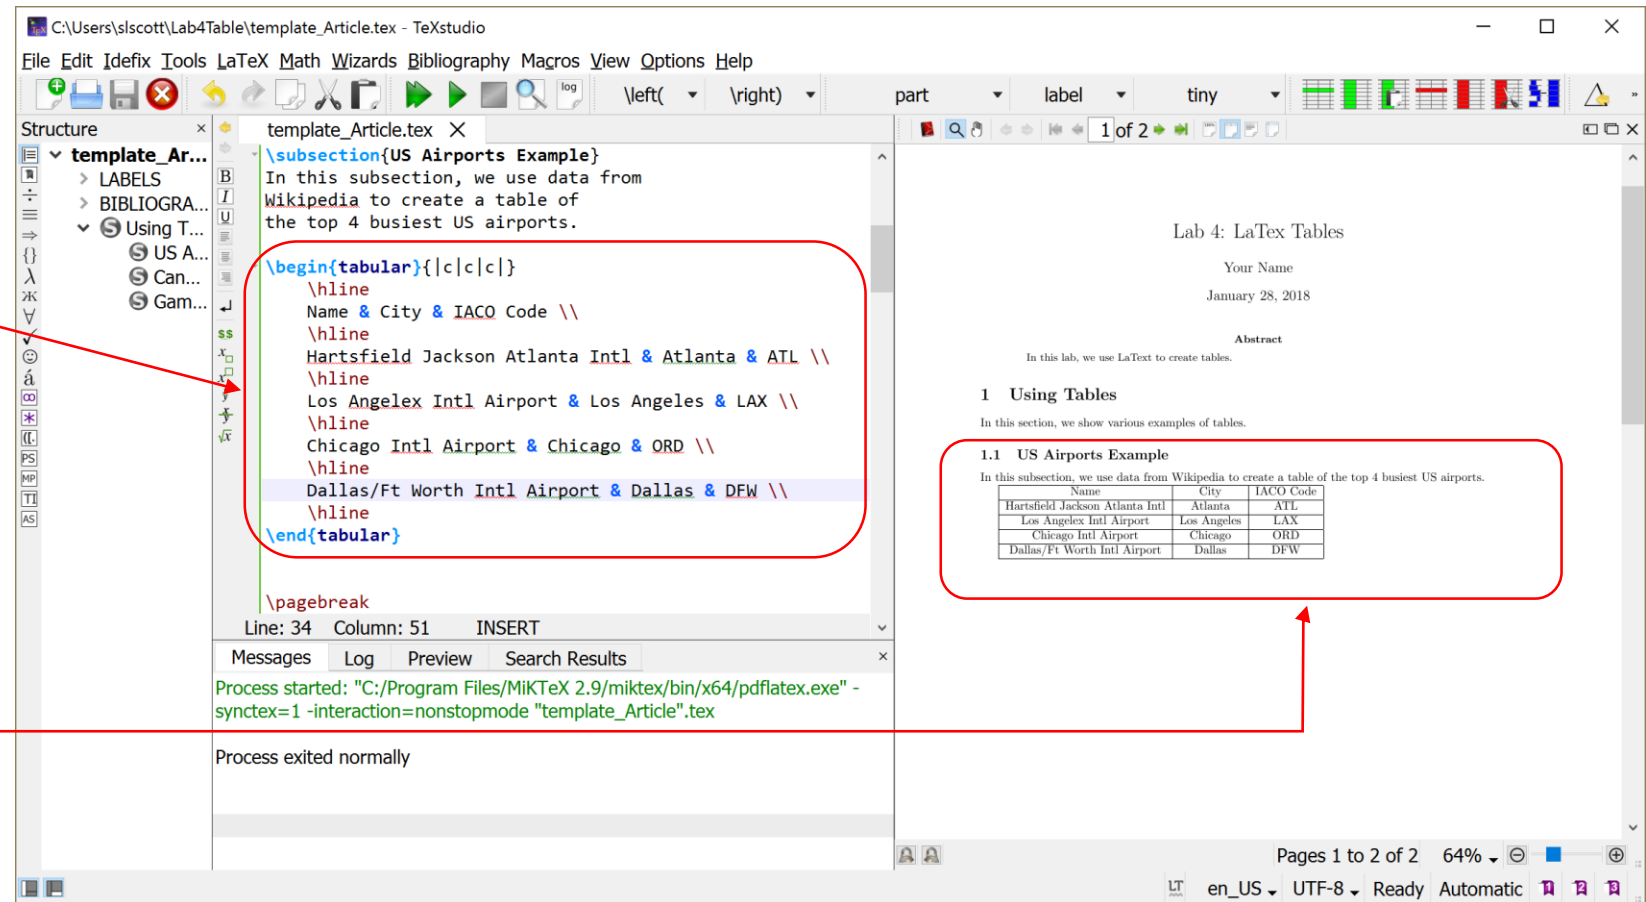 C:\Users\slscott\Lab4Table\template_Article.tex - TeXstudio
File Edit Idefix Tools LaTeX Math Wizards Bibliography Macros View Options Help
log \left( \right) part label tiny
Structure
template_Ar...
LABELS
BIBLIOGRA...
Using T...
US A...
Can...
Gam...
template_Article.tex
\subsection{US Airports Example}
In this subsection, we use data from
Wikipedia to create a table of
the top 4 busiest US airports.
\begin{tabular}{|c|c|c|}
\hline
Name & City & IACO Code \\
\hline
Hartsfield Jackson Atlanta Intl & Atlanta & ATL \\
\hline
Los Angelex Intl Airport & Los Angeles & LAX \\
\hline
Chicago Intl Airport & Chicago & ORD \\
\hline
Dallas/Ft Worth Intl Airport & Dallas & DFW \\
\hline
\end{tabular}
\pagebreak
Line: 34 Column: 51 INSERT
Messages Log Preview Search Results
Process started: "C:/Program Files/MiKTeX 2.9/miktex/bin/x64/pdflatex.exe" -
synctex=1 -interaction=nonstopmode "template_Article".tex
Process exited normally
1 of 2
Lab 4: LaTex Tables
Your Name
January 28, 2018
Abstract
In this lab, we use LaText to create tables.
1 Using Tables
In this section, we show various examples of tables.
1.1 US Airports Example
In this subsection, we use data from Wikipedia to create a table of the top 4 busiest US airports.
Name City IACO Code
Hartsfield Jackson Atlanta Intl Atlanta ATL
Los Angelex Intl Airport Los Angeles LAX
Chicago Intl Airport Chicago ORD
Dallas/Ft Worth Intl Airport Dallas DFW
Pages 1 to 2 of 2 64%
LT en_US UTF-8 Ready Automatic 1 2 3